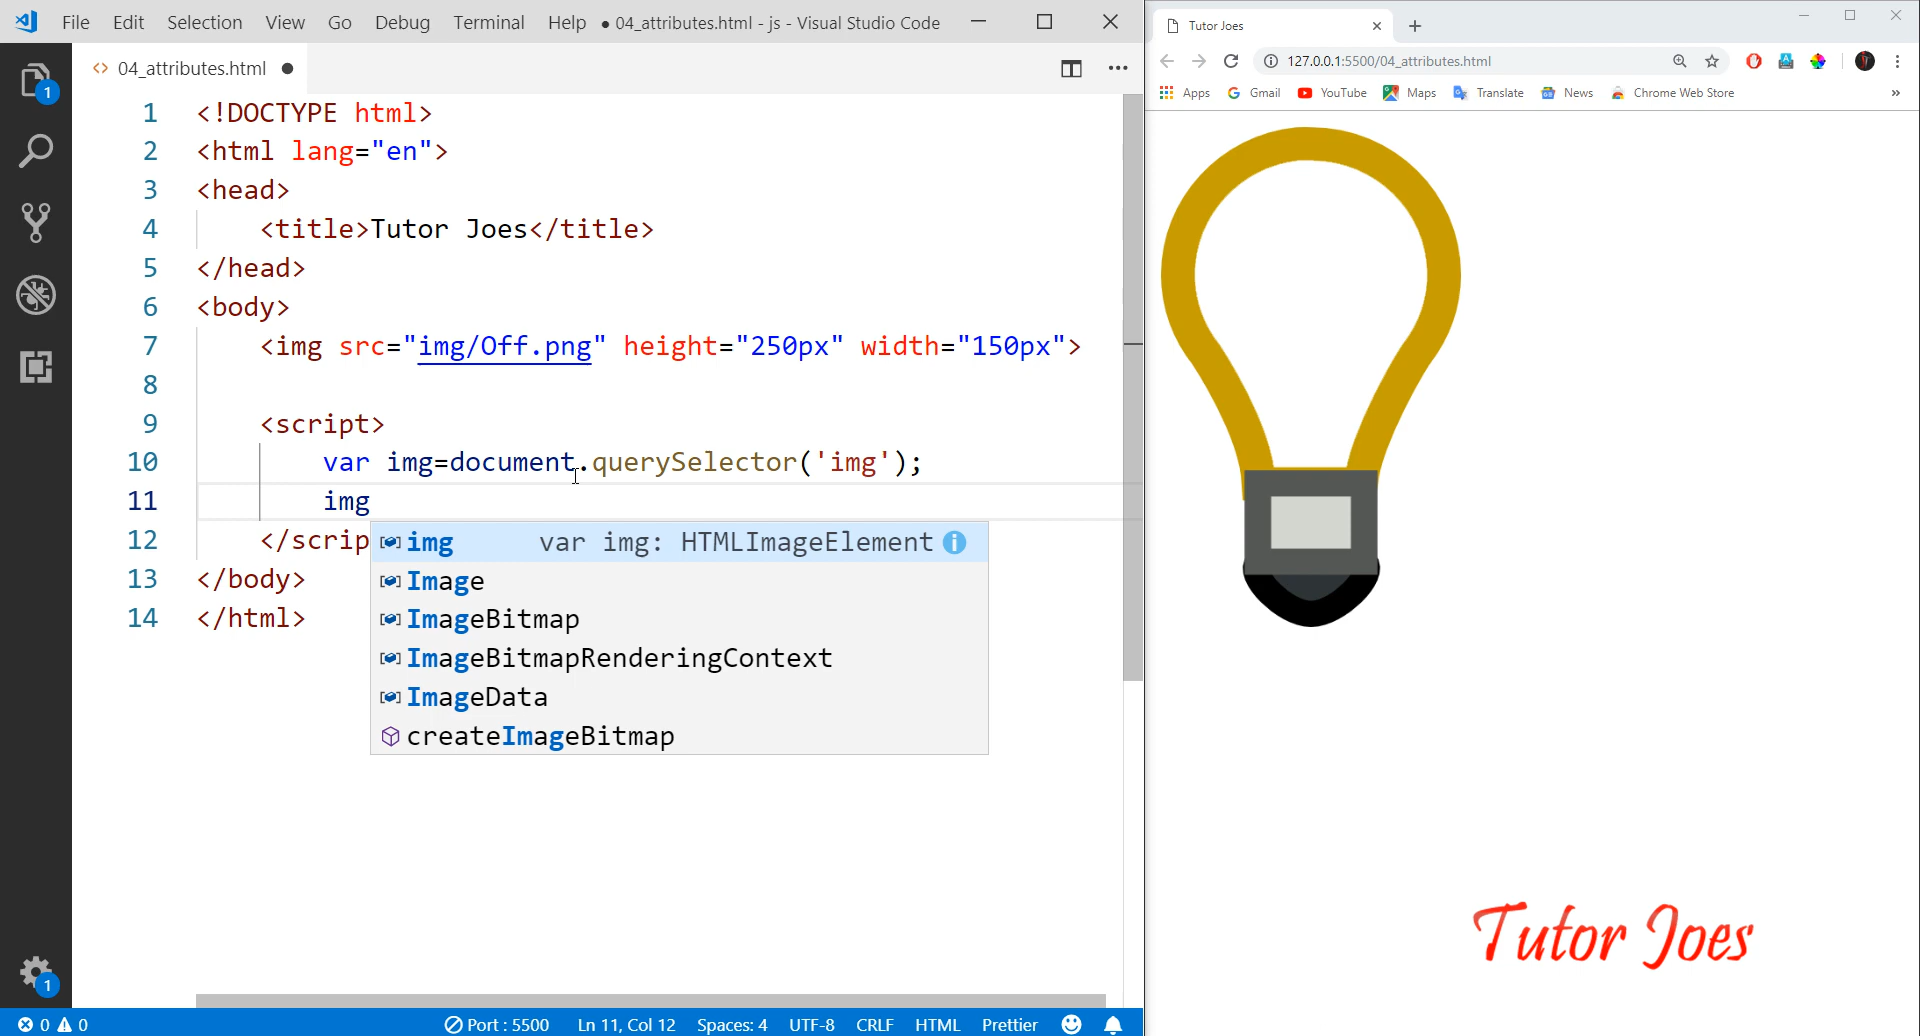 File Edit Selection View Go Debug Terminal Help ● 04_attributes.html - js - Visual Studio Code
04_attributes.html
1 <!DOCTYPE html>
2 <html lang="en">
3 <head>
4 <title>Tutor Joes</title>
5 </head>
6 <body>
7 <img src="img/Off.png" height="250px" width="150px">
8
9 <script>
10 var img=document.querySelector('img');
11 img
12 </scrip
13 </body>
14 </html>
img var img: HTMLImageElement
Image
ImageBitmap
ImageBitmapRenderingContext
ImageData
createImageBitmap
1
1
0 0 Port : 5500 Ln 11, Col 12 Spaces: 4 UTF-8 CRLF HTML Prettier
Tutor Joes
127.0.0.1:5500/04_attributes.html
Apps Gmail YouTube Maps Translate News Chrome Web Store »
Tutor Joes